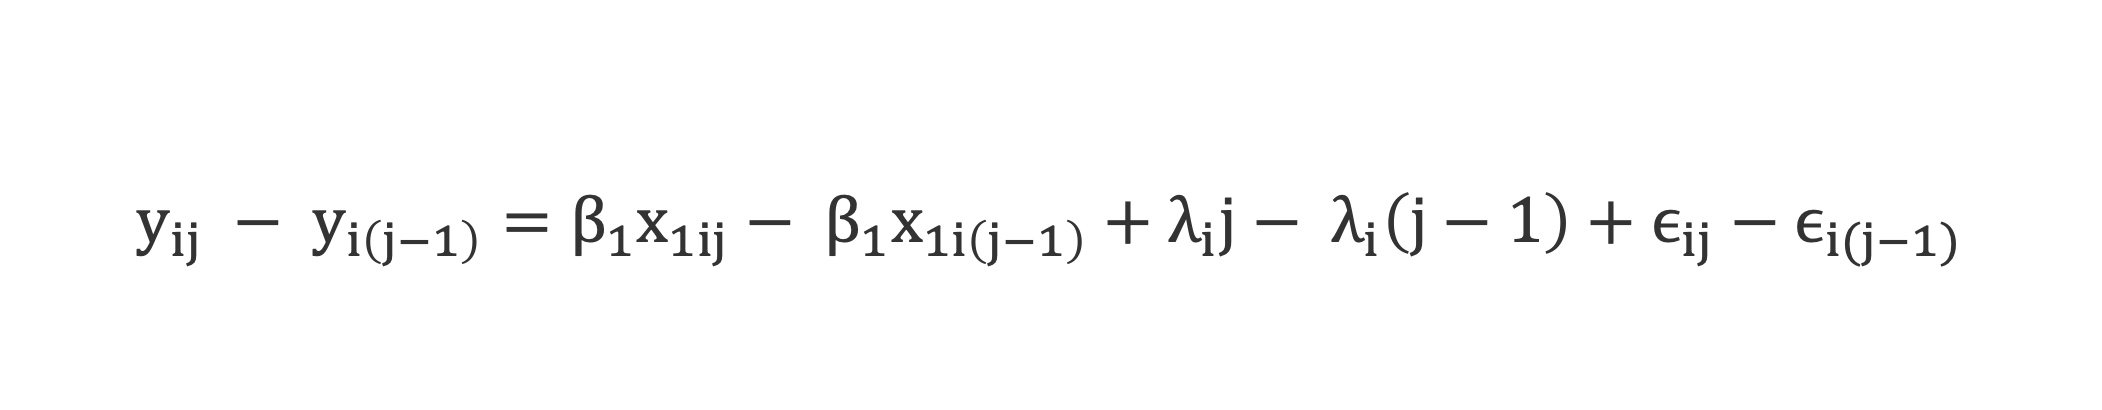 yᵢⱼ − yᵢ₍ⱼ₋₁₎ = β₁x₁ᵢⱼ − β₁x₁ᵢ₍ⱼ₋₁₎ + λᵢj − λᵢ(j − 1) + ϵᵢⱼ − ϵᵢ₍ⱼ₋₁₎